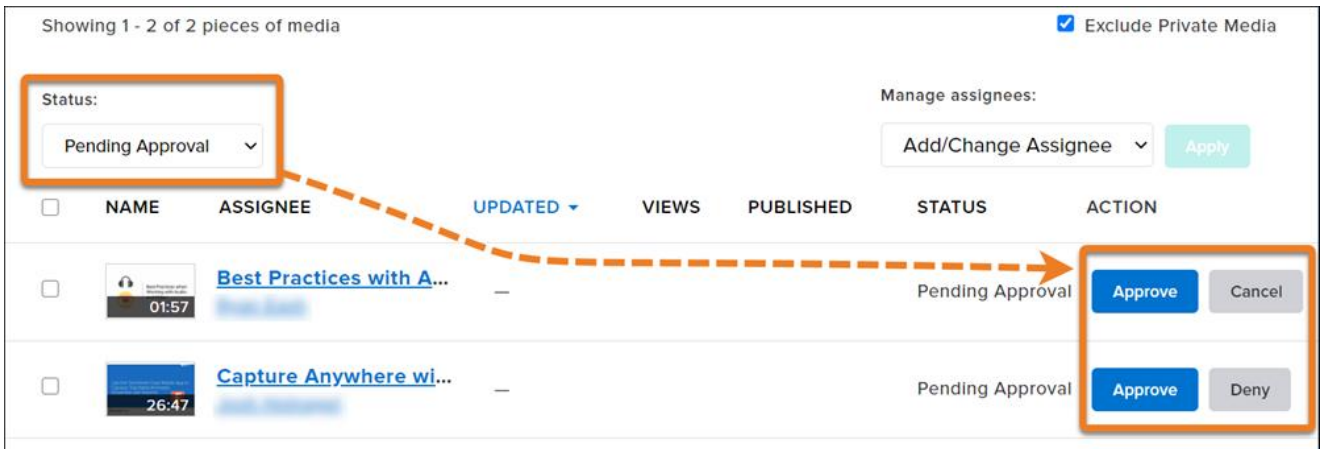 Showing 1 - 2 of 2 pieces of media
Exclude Private Media
Status:
Manage assignees:
Pending Approval
Add/Change Assignee
Apply
NAME ASSIGNEE UPDATED VIEWS PUBLISHED STATUS ACTION
Best Practices with A...
01:57
— Pending Approval Approve Cancel
Capture Anywhere wi...
26:47
— Pending Approval Approve Deny